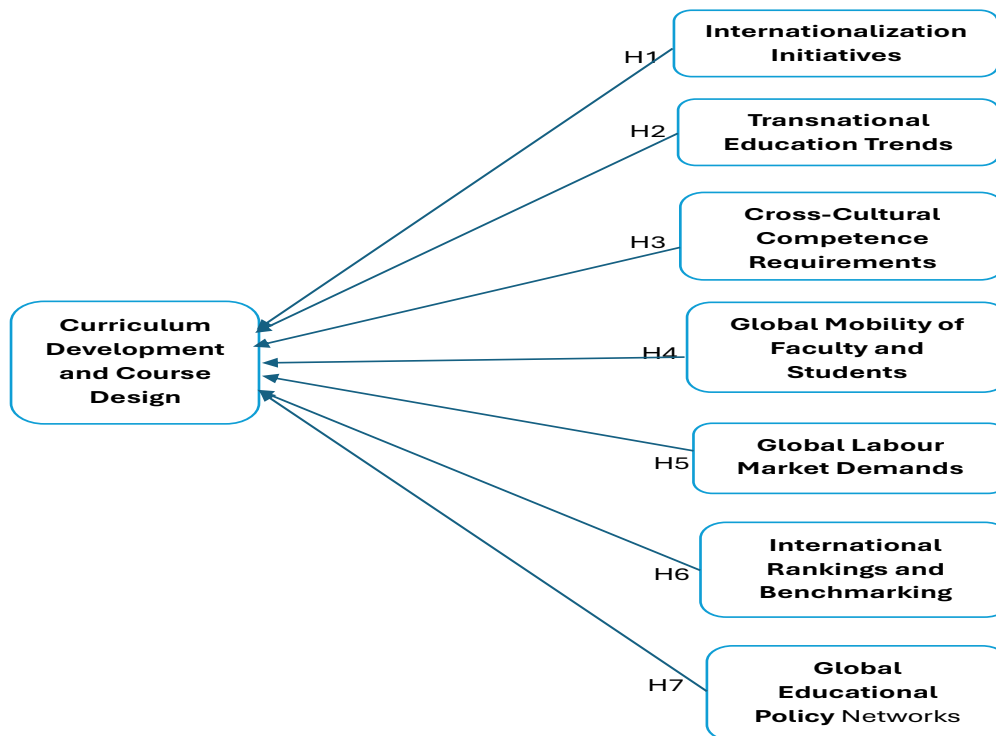 Internationalization
Initiatives
H1
Transnational
Education Trends
H2
Cross-Cultural
Competence
Requirements
H3
Curriculum
Development
and Course
Design
Global Mobility of
Faculty and
Students
H4
Global Labour
Market Demands
H5
International
Rankings and
Benchmarking
H6
Global
Educational
Policy Networks
H7